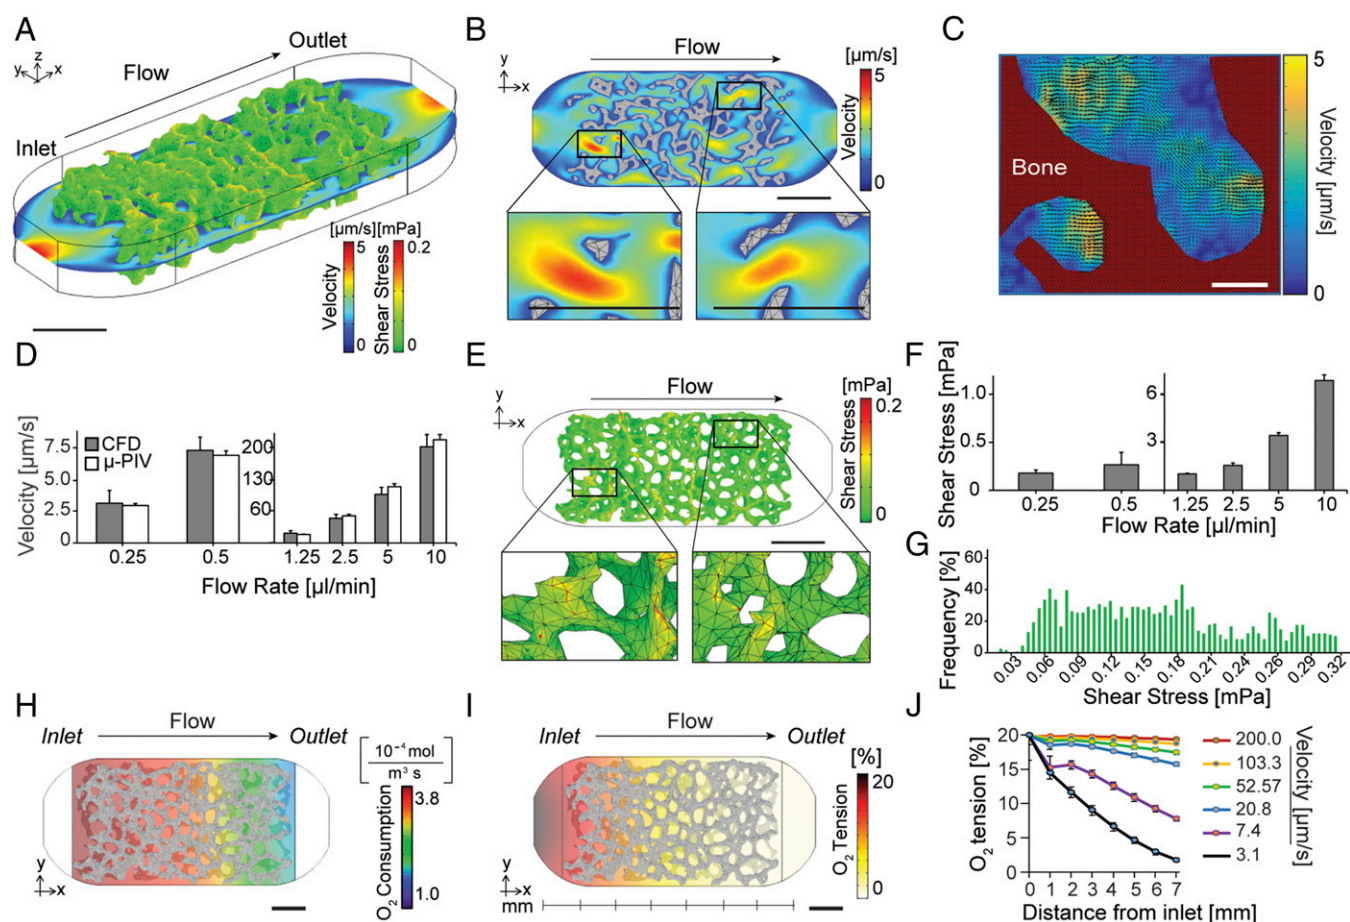 A
z
y
x
Inlet
Flow
Outlet
[µm/s]
[mPa]
5
0.2
Velocity
Shear Stress
0
0
B
y
x
Flow
[µm/s]
5
Velocity
0
C
Bone
5
Velocity [µm/s]
0
D
Velocity [µm/s]
7.5
5
2.5
0
CFD
µ-PIV
200
130
60
0.25
0.5
1.25
2.5
5
10
Flow Rate [µl/min]
E
y
x
Flow
[mPa]
0.2
Shear Stress
0
F
Shear Stress [mPa]
1.0
0.5
0
6
3
0.25
0.5
1.25
2.5
5
10
Flow Rate [µl/min]
G
Frequency [%]
60
40
20
0
0.03
0.06
0.09
0.12
0.15
0.18
0.21
0.24
0.26
0.29
0.32
Shear Stress [mPa]
H
Inlet
Flow
Outlet
10⁻⁴ mol
m³ s
3.8
O₂ Consumption
1.0
y
x
I
Inlet
Flow
Outlet
[%]
20
O₂ Tension
0
y
x
mm
J
O₂ tension [%]
20
15
10
5
0
0 1 2 3 4 5 6 7
Distance from inlet [mm]
200.0
103.3
52.57
20.8
7.4
3.1
Velocity [µm/s]